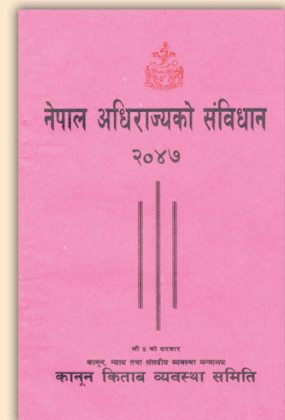 नेपाल अधिराज्यको संविधान
२०४७
श्री ५ को सरकार
कानून, न्याय तथा संसदीय व्यवस्था मन्त्रालय
कानून किताब व्यवस्था समिति